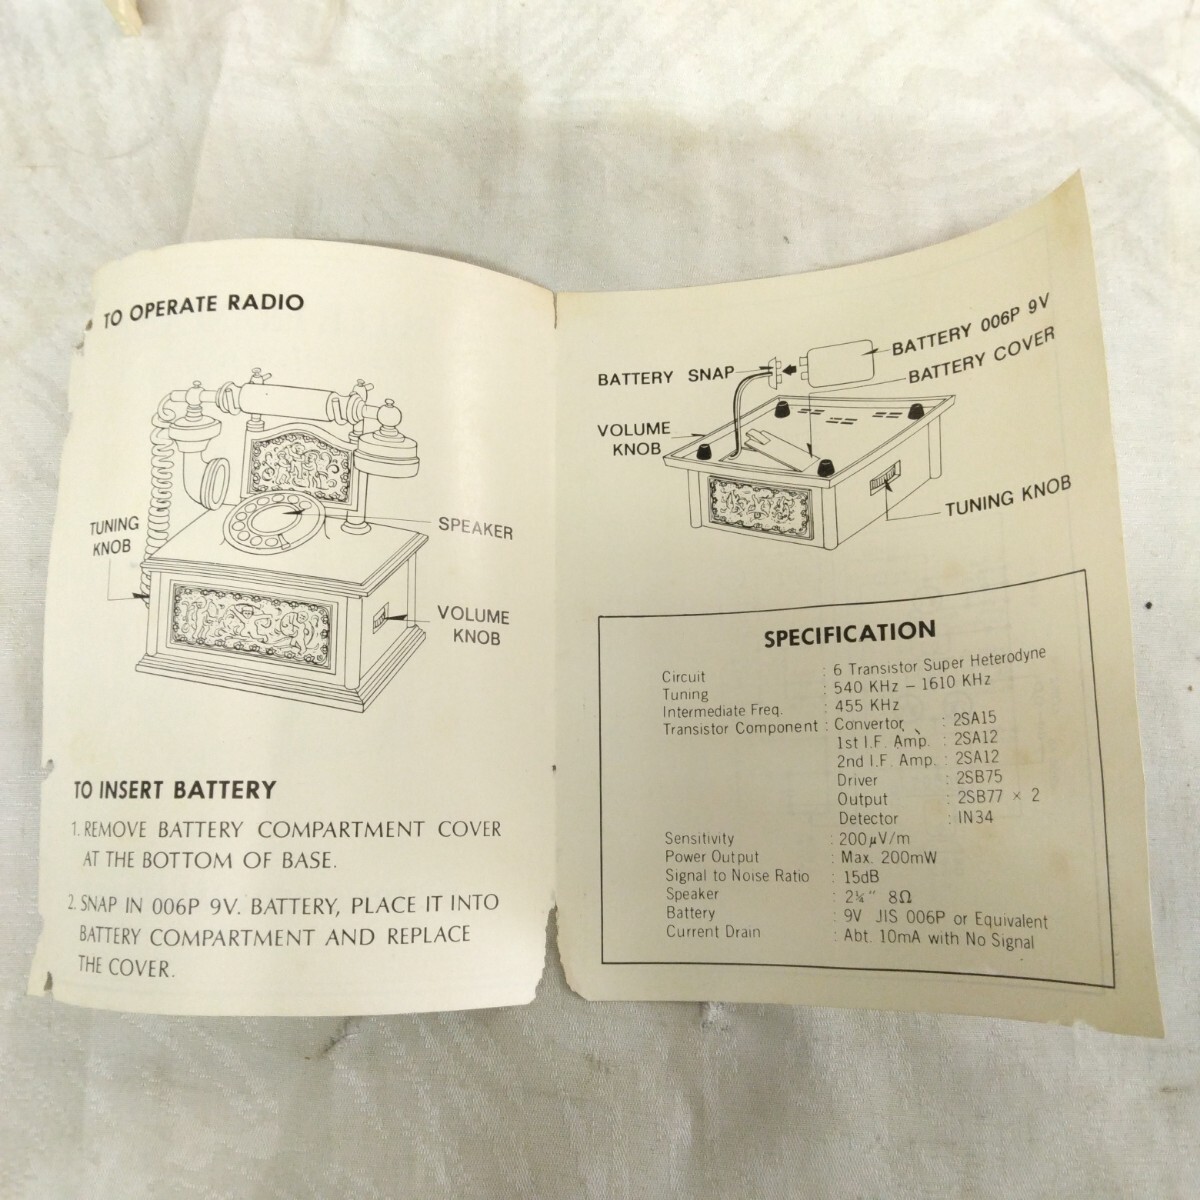 TO OPERATE RADIO
TUNING
KNOB
SPEAKER
VOLUME
KNOB
TO INSERT BATTERY
1. REMOVE BATTERY COMPARTMENT COVER
AT THE BOTTOM OF BASE.
2. SNAP IN 006P 9V. BATTERY, PLACE IT INTO
BATTERY COMPARTMENT AND REPLACE
THE COVER.
BATTERY SNAP
BATTERY 006P 9V
BATTERY COVER
VOLUME
KNOB
TUNING KNOB
SPECIFICATION
Circuit : 6 Transistor Super Heterodyne
Tuning : 540 KHz – 1610 KHz
Intermediate Freq. : 455 KHz
Transistor Component : Convertor : 2SA15
1st I.F. Amp. : 2SA12
2nd I.F. Amp. : 2SA12
Driver : 2SB75
Output : 2SB77 × 2
Detector : IN34
Sensitivity : 200μV/m
Power Output : Max. 200mW
Signal to Noise Ratio : 15dB
Speaker : 2¼" 8Ω
Battery : 9V JIS 006P or Equivalent
Current Drain : Abt. 10mA with No Signal